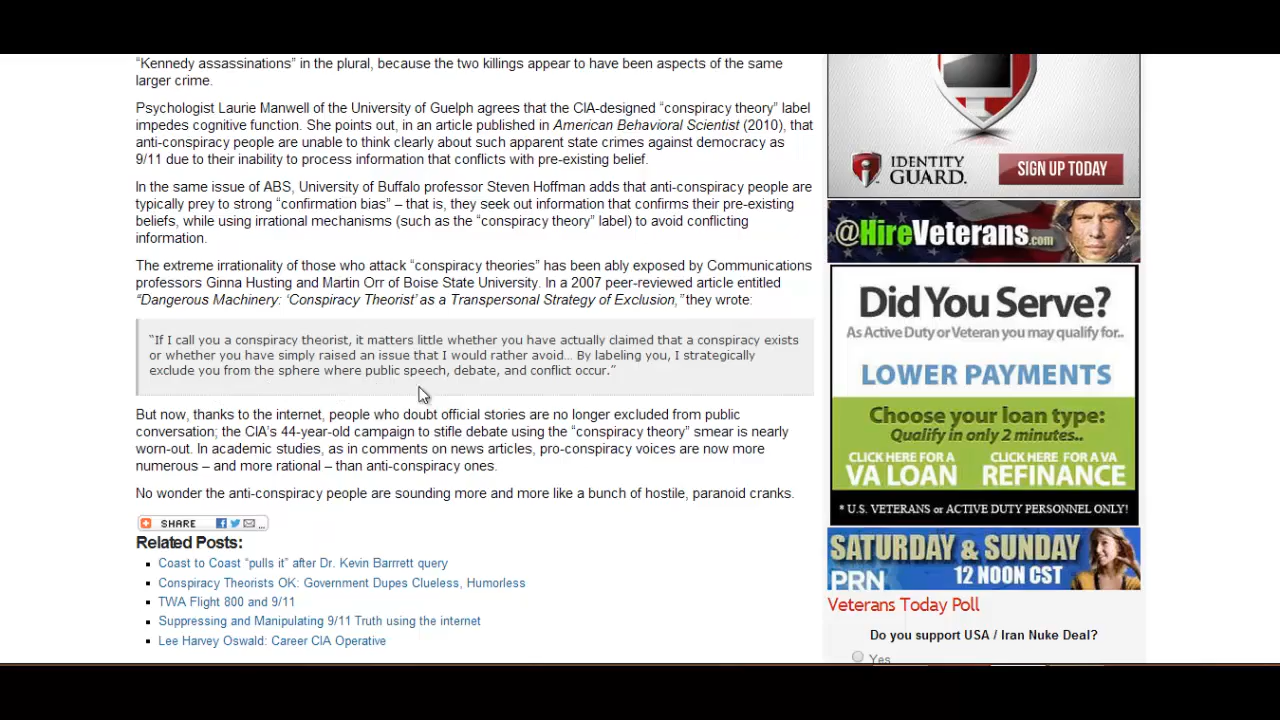 “Kennedy assassinations” in the plural, because the two killings appear to have been aspects of the same
larger crime.
Psychologist Laurie Manwell of the University of Guelph agrees that the CIA-designed “conspiracy theory” label
impedes cognitive function. She points out, in an article published in American Behavioral Scientist (2010), that
anti-conspiracy people are unable to think clearly about such apparent state crimes against democracy as
9/11 due to their inability to process information that conflicts with pre-existing belief.
In the same issue of ABS, University of Buffalo professor Steven Hoffman adds that anti-conspiracy people are
typically prey to strong “confirmation bias” – that is, they seek out information that confirms their pre-existing
beliefs, while using irrational mechanisms (such as the “conspiracy theory” label) to avoid conflicting
information.
The extreme irrationality of those who attack “conspiracy theories” has been ably exposed by Communications
professors Ginna Husting and Martin Orr of Boise State University. In a 2007 peer-reviewed article entitled
“Dangerous Machinery: ‘Conspiracy Theorist’ as a Transpersonal Strategy of Exclusion,” they wrote:
“If I call you a conspiracy theorist, it matters little whether you have actually claimed that a conspiracy exists
or whether you have simply raised an issue that I would rather avoid… By labeling you, I strategically
exclude you from the sphere where public speech, debate, and conflict occur.”
But now, thanks to the internet, people who doubt official stories are no longer excluded from public
conversation; the CIA’s 44-year-old campaign to stifle debate using the “conspiracy theory” smear is nearly
worn-out. In academic studies, as in comments on news articles, pro-conspiracy voices are now more
numerous – and more rational – than anti-conspiracy ones.
No wonder the anti-conspiracy people are sounding more and more like a bunch of hostile, paranoid cranks.
SHARE ...
Related Posts:
Coast to Coast “pulls it” after Dr. Kevin Barrrett query
Conspiracy Theorists OK: Government Dupes Clueless, Humorless
TWA Flight 800 and 9/11
Suppressing and Manipulating 9/11 Truth using the internet
Lee Harvey Oswald: Career CIA Operative
IDENTITY
GUARD.
SIGN UP TODAY
@HireVeterans.com
Did You Serve?
As Active Duty or Veteran you may qualify for..
LOWER PAYMENTS
Choose your loan type:
Qualify in only 2 minutes..
CLICK HERE FOR A
VA LOAN
CLICK HERE FOR A VA
REFINANCE
* U.S. VETERANS or ACTIVE DUTY PERSONNEL ONLY!
SATURDAY & SUNDAY
PRN 12 NOON CST
Veterans Today Poll
Do you support USA / Iran Nuke Deal?
Yes